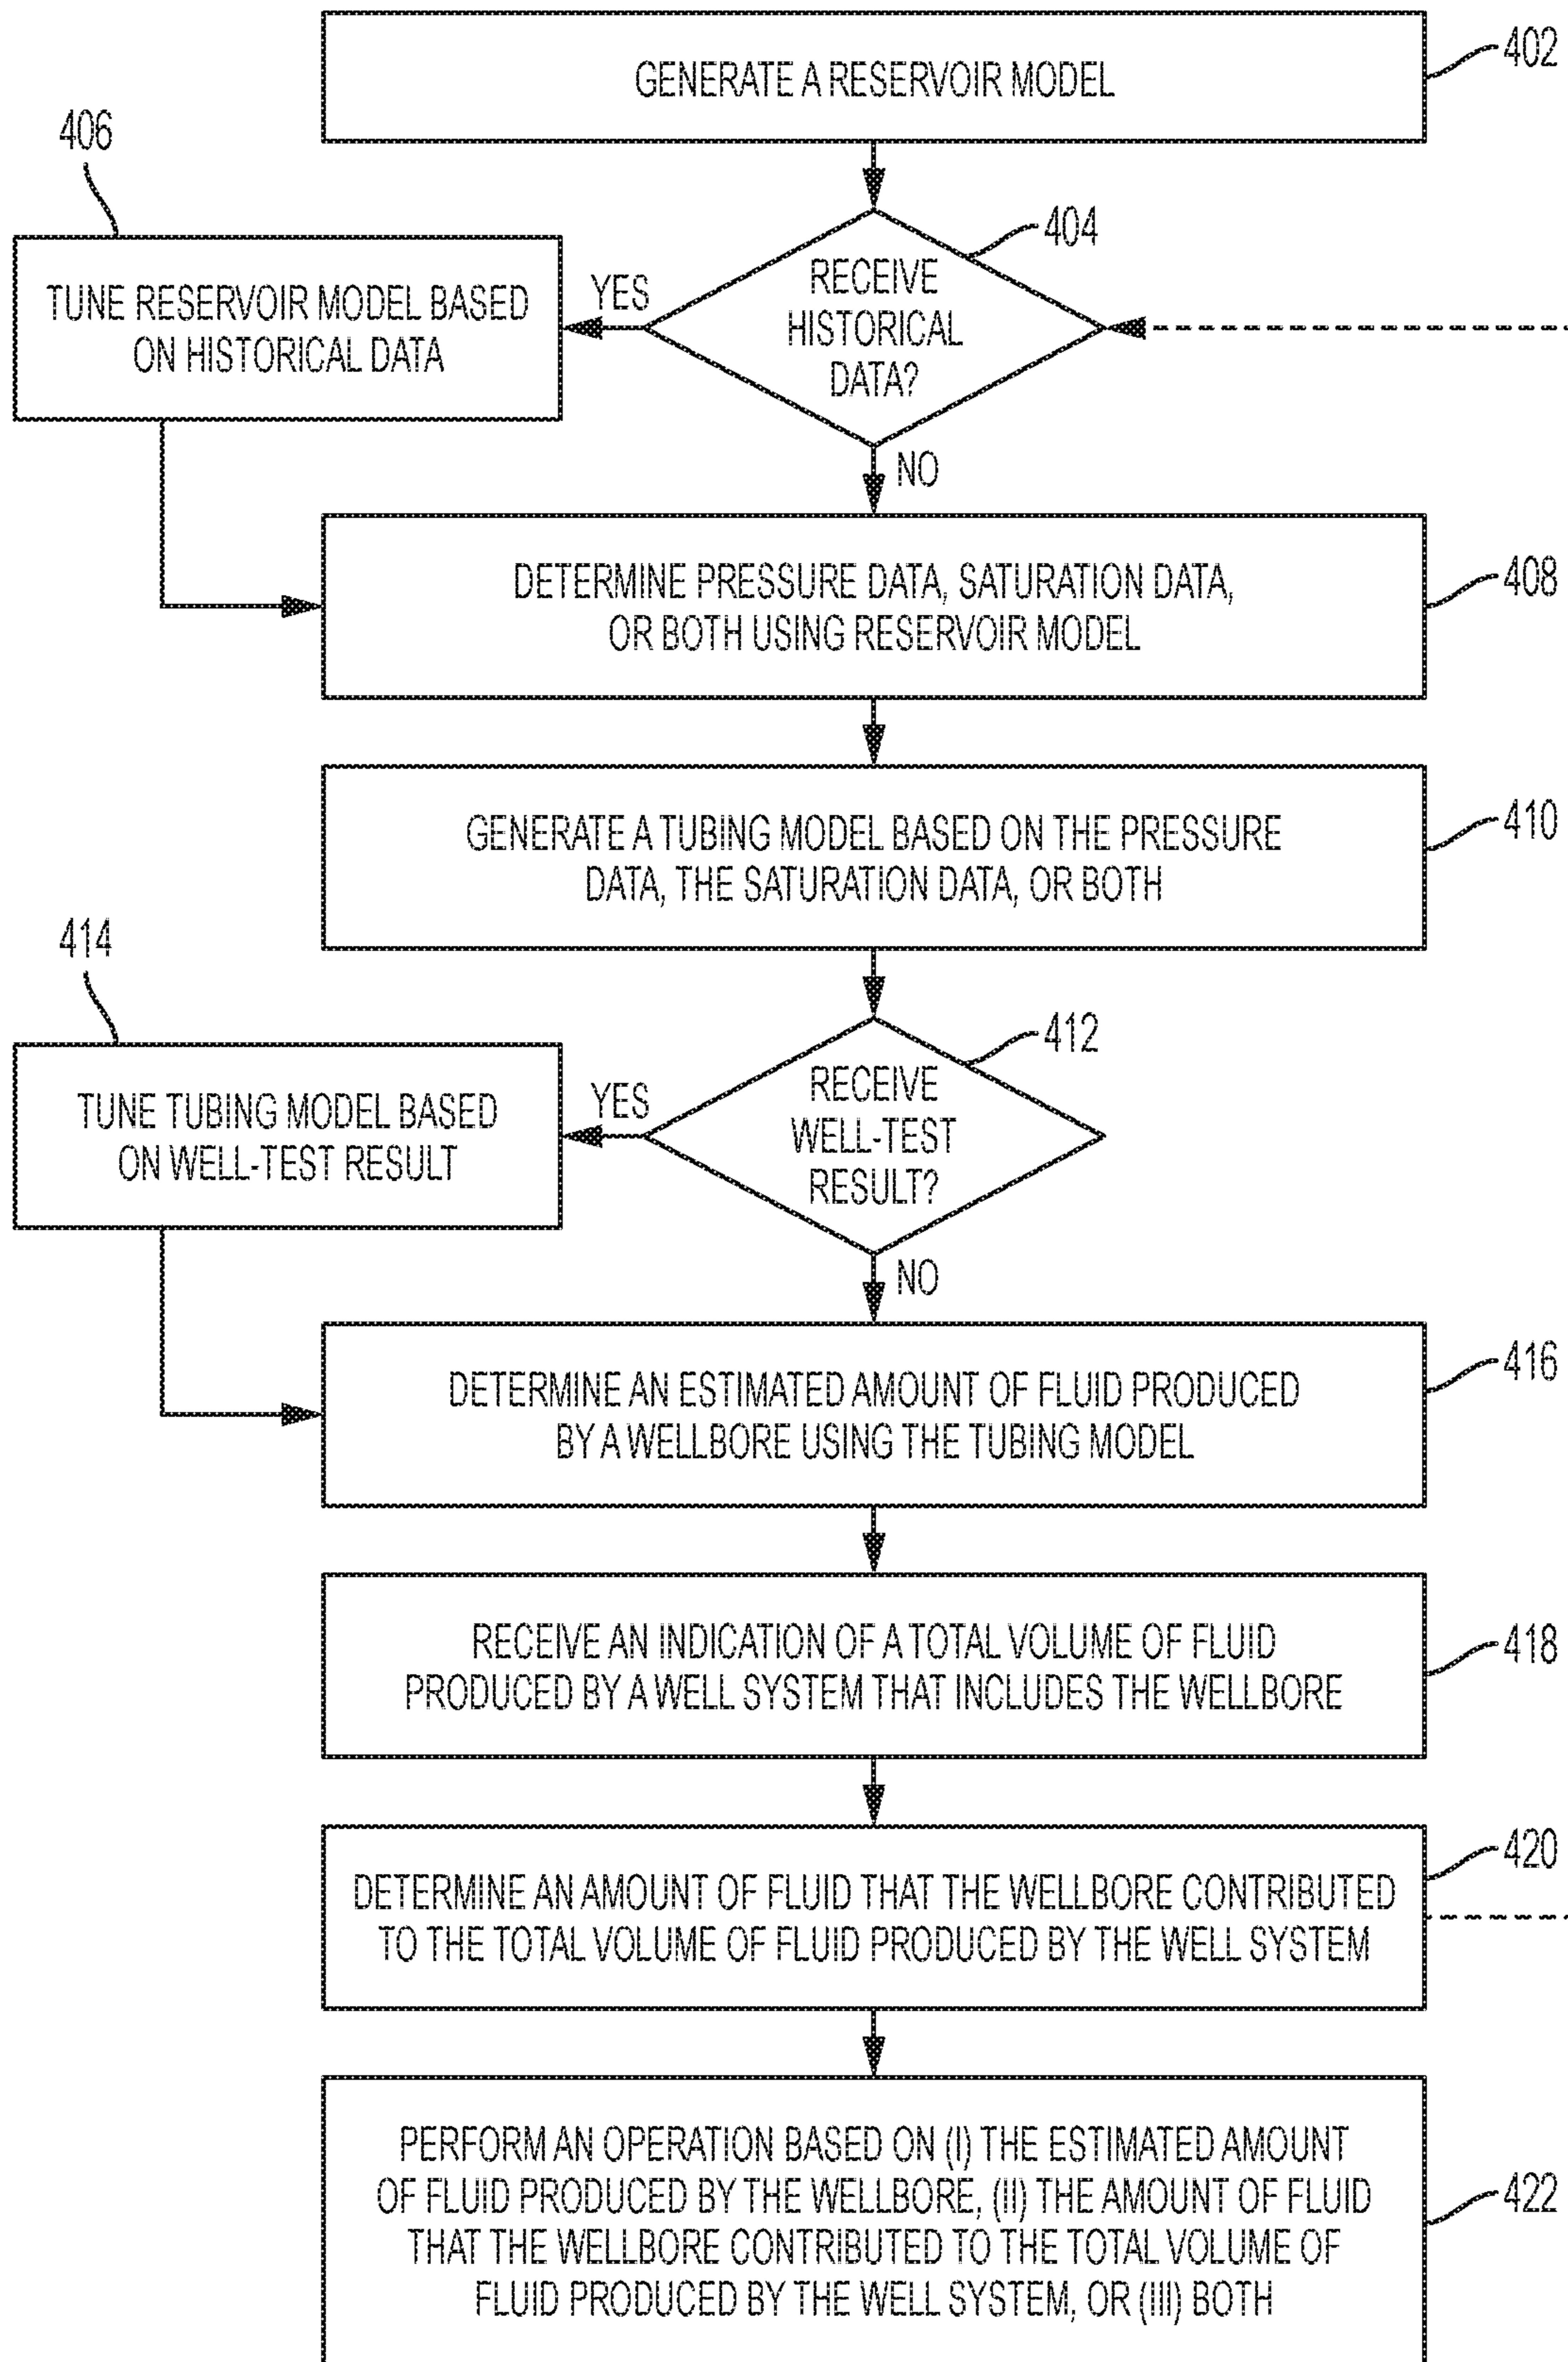 GENERATE A RESERVOIR MODEL
402
406
404
RECEIVE
HISTORICAL
DATA?
YES
TUNE RESERVOIR MODEL BASED
ON HISTORICAL DATA
NO
DETERMINE PRESSURE DATA, SATURATION DATA,
OR BOTH USING RESERVOIR MODEL
408
GENERATE A TUBING MODEL BASED ON THE PRESSURE
DATA, THE SATURATION DATA, OR BOTH
410
414
412
RECEIVE
WELL-TEST
RESULT?
YES
TUNE TUBING MODEL BASED
ON WELL-TEST RESULT
NO
DETERMINE AN ESTIMATED AMOUNT OF FLUID PRODUCED
BY A WELLBORE USING THE TUBING MODEL
416
RECEIVE AN INDICATION OF A TOTAL VOLUME OF FLUID
PRODUCED BY A WELL SYSTEM THAT INCLUDES THE WELLBORE
418
DETERMINE AN AMOUNT OF FLUID THAT THE WELLBORE CONTRIBUTED
TO THE TOTAL VOLUME OF FLUID PRODUCED BY THE WELL SYSTEM
420
PERFORM AN OPERATION BASED ON (I) THE ESTIMATED AMOUNT
OF FLUID PRODUCED BY THE WELLBORE, (II) THE AMOUNT OF FLUID
THAT THE WELLBORE CONTRIBUTED TO THE TOTAL VOLUME OF
FLUID PRODUCED BY THE WELL SYSTEM, OR (III) BOTH
422